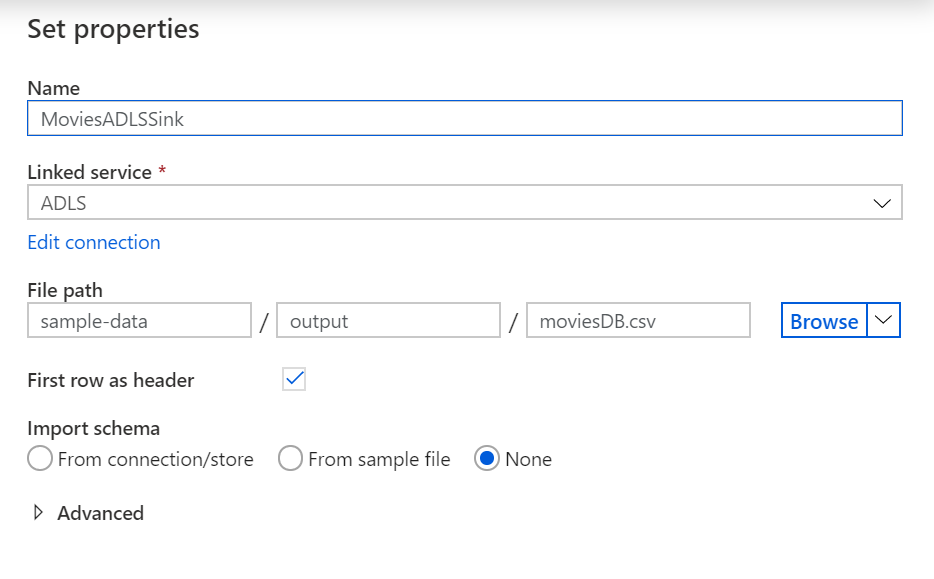 Set properties
Name
MoviesADLSSink
Linked service *
ADLS
Edit connection
File path
sample-data / output / moviesDB.csv Browse
First row as header
Import schema
From connection/store From sample file None
Advanced